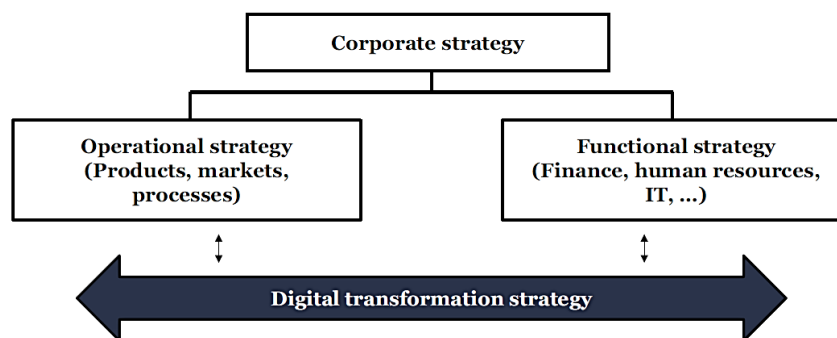 Corporate strategy
Operational strategy
(Products, markets,
processes)
Functional strategy
(Finance, human resources,
IT, ...)
Digital transformation strategy